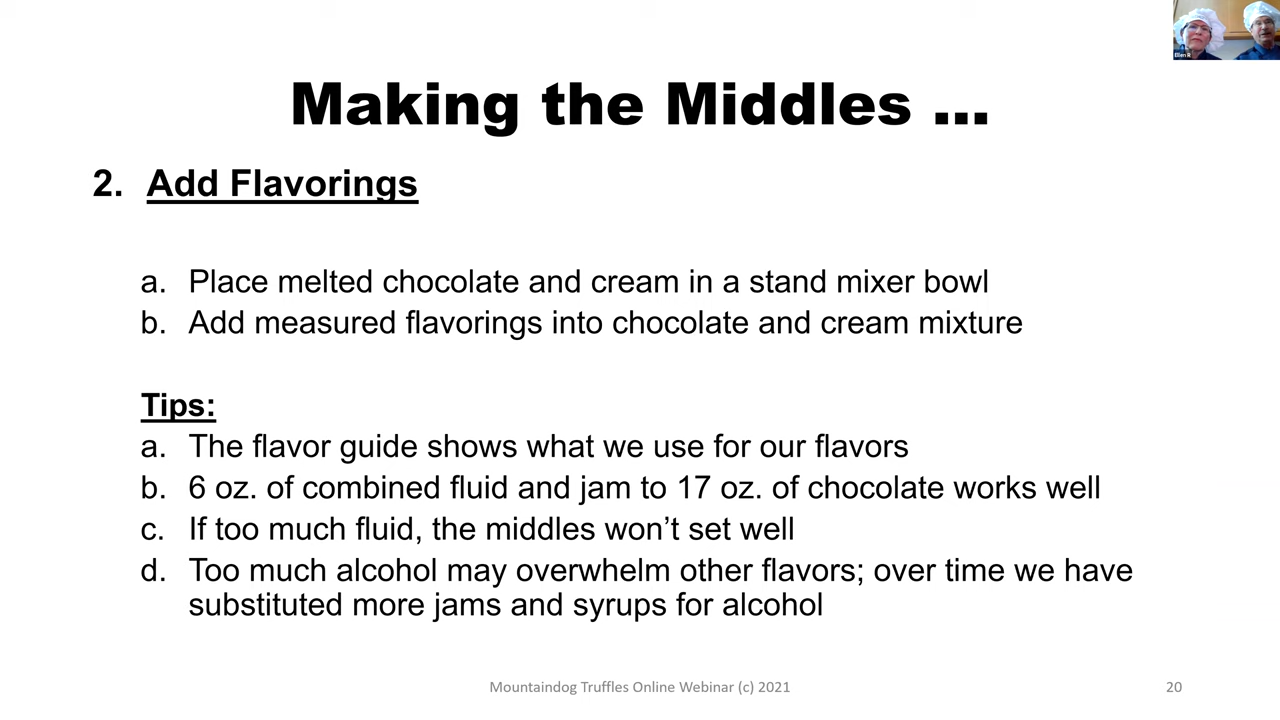 Ellen R
Making the Middles ...
2. Add Flavorings
a. Place melted chocolate and cream in a stand mixer bowl
b. Add measured flavorings into chocolate and cream mixture
Tips:
a. The flavor guide shows what we use for our flavors
b. 6 oz. of combined fluid and jam to 17 oz. of chocolate works well
c. If too much fluid, the middles won’t set well
d. Too much alcohol may overwhelm other flavors; over time we have
substituted more jams and syrups for alcohol
Mountaindog Truffles Online Webinar (c) 2021
20